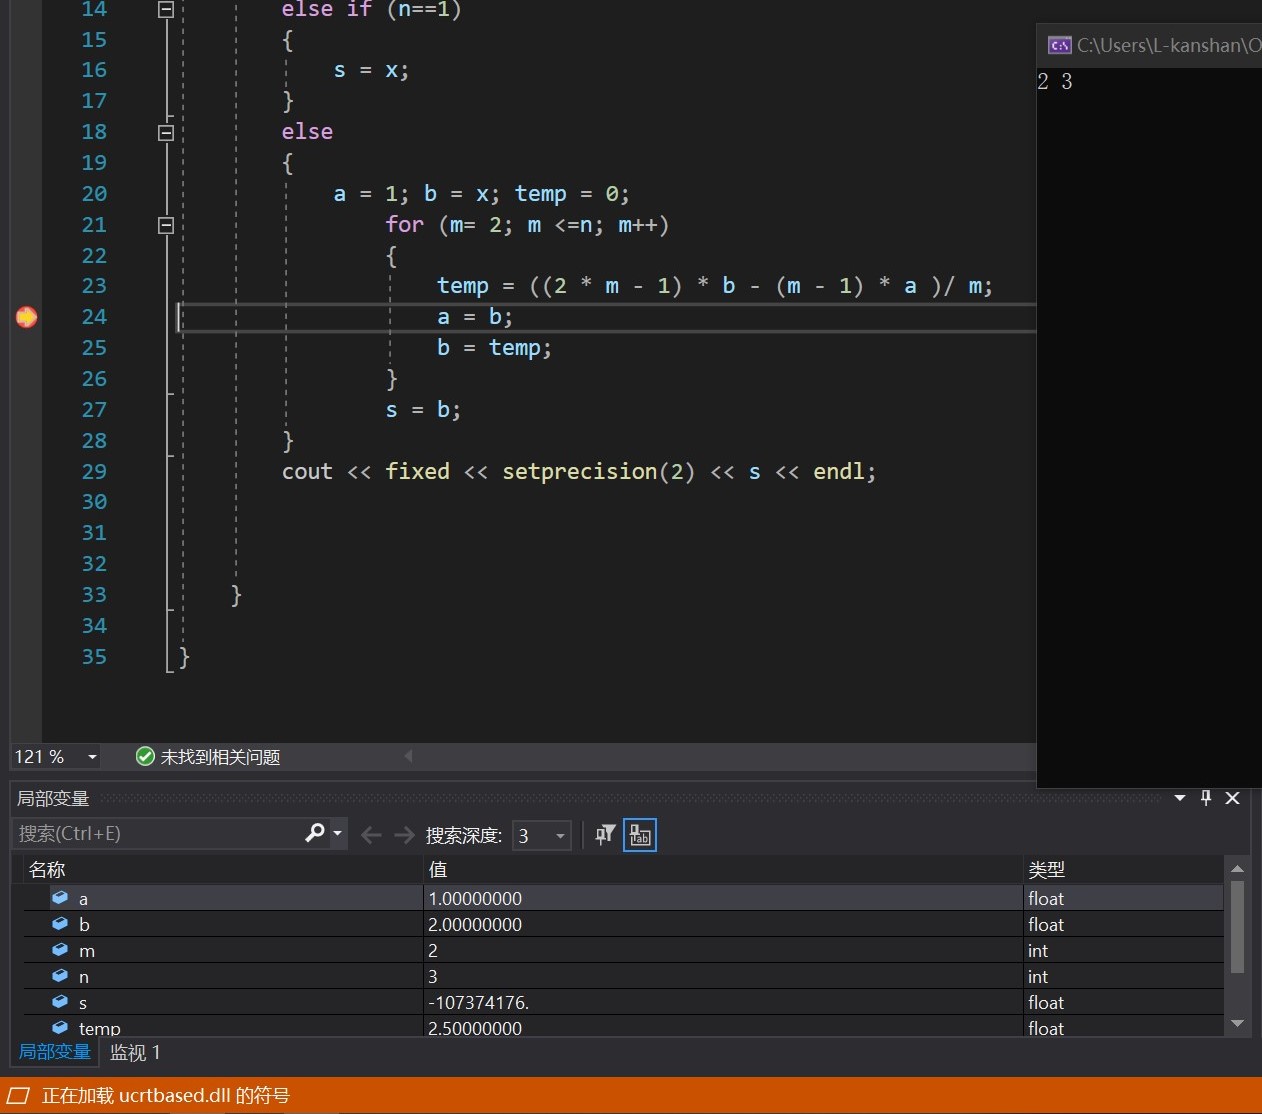 14 else if (n==1)
15 {
16 s = x;
17 }
18 else
19 {
20 a = 1; b = x; temp = 0;
21 for (m= 2; m <=n; m++)
22 {
23 temp = ((2 * m - 1) * b - (m - 1) * a )/ m;
24 a = b;
25 b = temp;
26 }
27 s = b;
28 }
29 cout << fixed << setprecision(2) << s << endl;
30
31
32
33 }
34
35 }
C:\Users\L-kanshan\O
2 3
121 % 未找到相关问题
局部变量
搜索(Ctrl+E) 搜索深度: 3
名称 值 类型
a 1.00000000 float
b 2.00000000 float
m 2 int
n 3 int
s -107374176. float
temp 2.50000000 float
局部变量 监视 1
正在加载 ucrtbased.dll 的符号